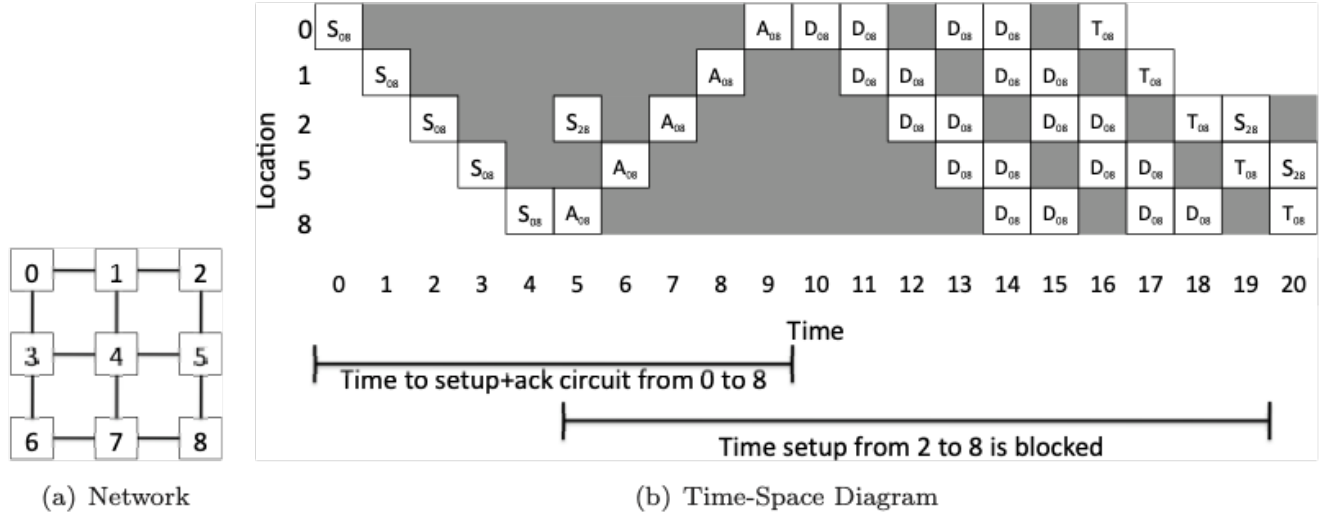 0 S₀₈ A₀₈ D₀₈ D₀₈ D₀₈ D₀₈ T₀₈
1 S₀₈ A₀₈ D₀₈ D₀₈ D₀₈ D₀₈ T₀₈
2 S₀₈ S₂₈ A₀₈ D₀₈ D₀₈ D₀₈ D₀₈ T₀₈ S₂₈
5 S₀₈ A₀₈ D₀₈ D₀₈ D₀₈ D₀₈ T₀₈ S₂₈
8 S₀₈ A₀₈ D₀₈ D₀₈ D₀₈ D₀₈ T₀₈
Location
0 1 2 3 4 5 6 7 8 9 10 11 12 13 14 15 16 17 18 19 20
Time
Time to setup+ack circuit from 0 to 8
Time setup from 2 to 8 is blocked
0 1 2
3 4 5
6 7 8
(a) Network
(b) Time-Space Diagram